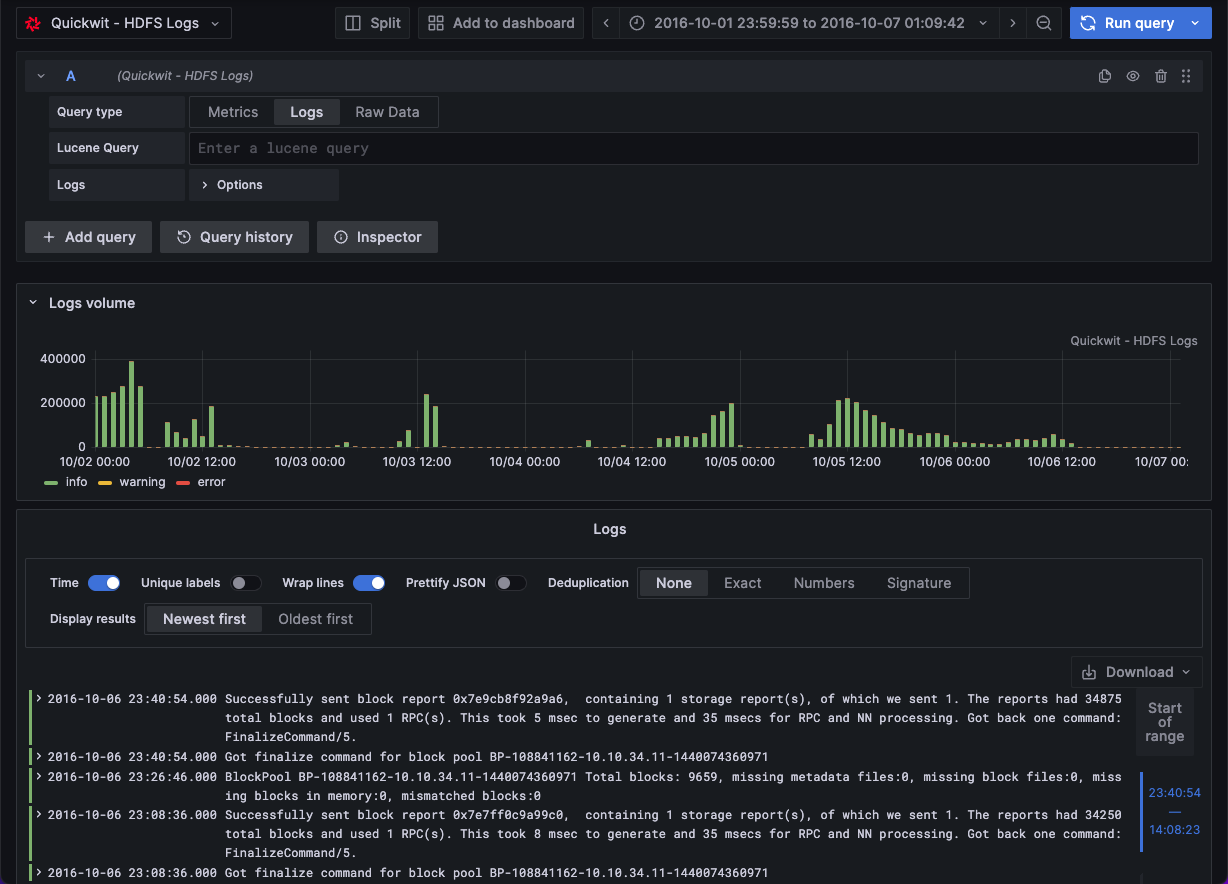 Quickwit - HDFS Logs
Split
Add to dashboard
2016-10-01 23:59:59 to 2016-10-07 01:09:42
Run query
A (Quickwit - HDFS Logs)
Query type Metrics Logs Raw Data
Lucene Query Enter a lucene query
Logs Options
Add query Query history Inspector
Logs volume
Quickwit - HDFS Logs
400000
200000
0
10/02 00:00 10/02 12:00 10/03 00:00 10/03 12:00 10/04 00:00 10/04 12:00 10/05 00:00 10/05 12:00 10/06 00:00 10/06 12:00 10/07 00:
info warning error
Logs
Time Unique labels Wrap lines Prettify JSON Deduplication None Exact Numbers Signature
Display results Newest first Oldest first
Download
2016-10-06 23:40:54.000 Successfully sent block report 0x7e9cb8f92a9a6,  containing 1 storage report(s), of which we sent 1. The reports had 34875
total blocks and used 1 RPC(s). This took 5 msec to generate and 35 msecs for RPC and NN processing. Got back one command:
FinalizeCommand/5.
2016-10-06 23:40:54.000 Got finalize command for block pool BP-108841162-10.10.34.11-1440074360971
2016-10-06 23:26:46.000 BlockPool BP-108841162-10.10.34.11-1440074360971 Total blocks: 9659, missing metadata files:0, missing block files:0, miss
ing blocks in memory:0, mismatched blocks:0
2016-10-06 23:08:36.000 Successfully sent block report 0x7e7ff0c9a99c0,  containing 1 storage report(s), of which we sent 1. The reports had 34250
total blocks and used 1 RPC(s). This took 8 msec to generate and 35 msecs for RPC and NN processing. Got back one command:
FinalizeCommand/5.
2016-10-06 23:08:36.000 Got finalize command for block pool BP-108841162-10.10.34.11-1440074360971
Start
of
range
23:40:54
—
14:08:23